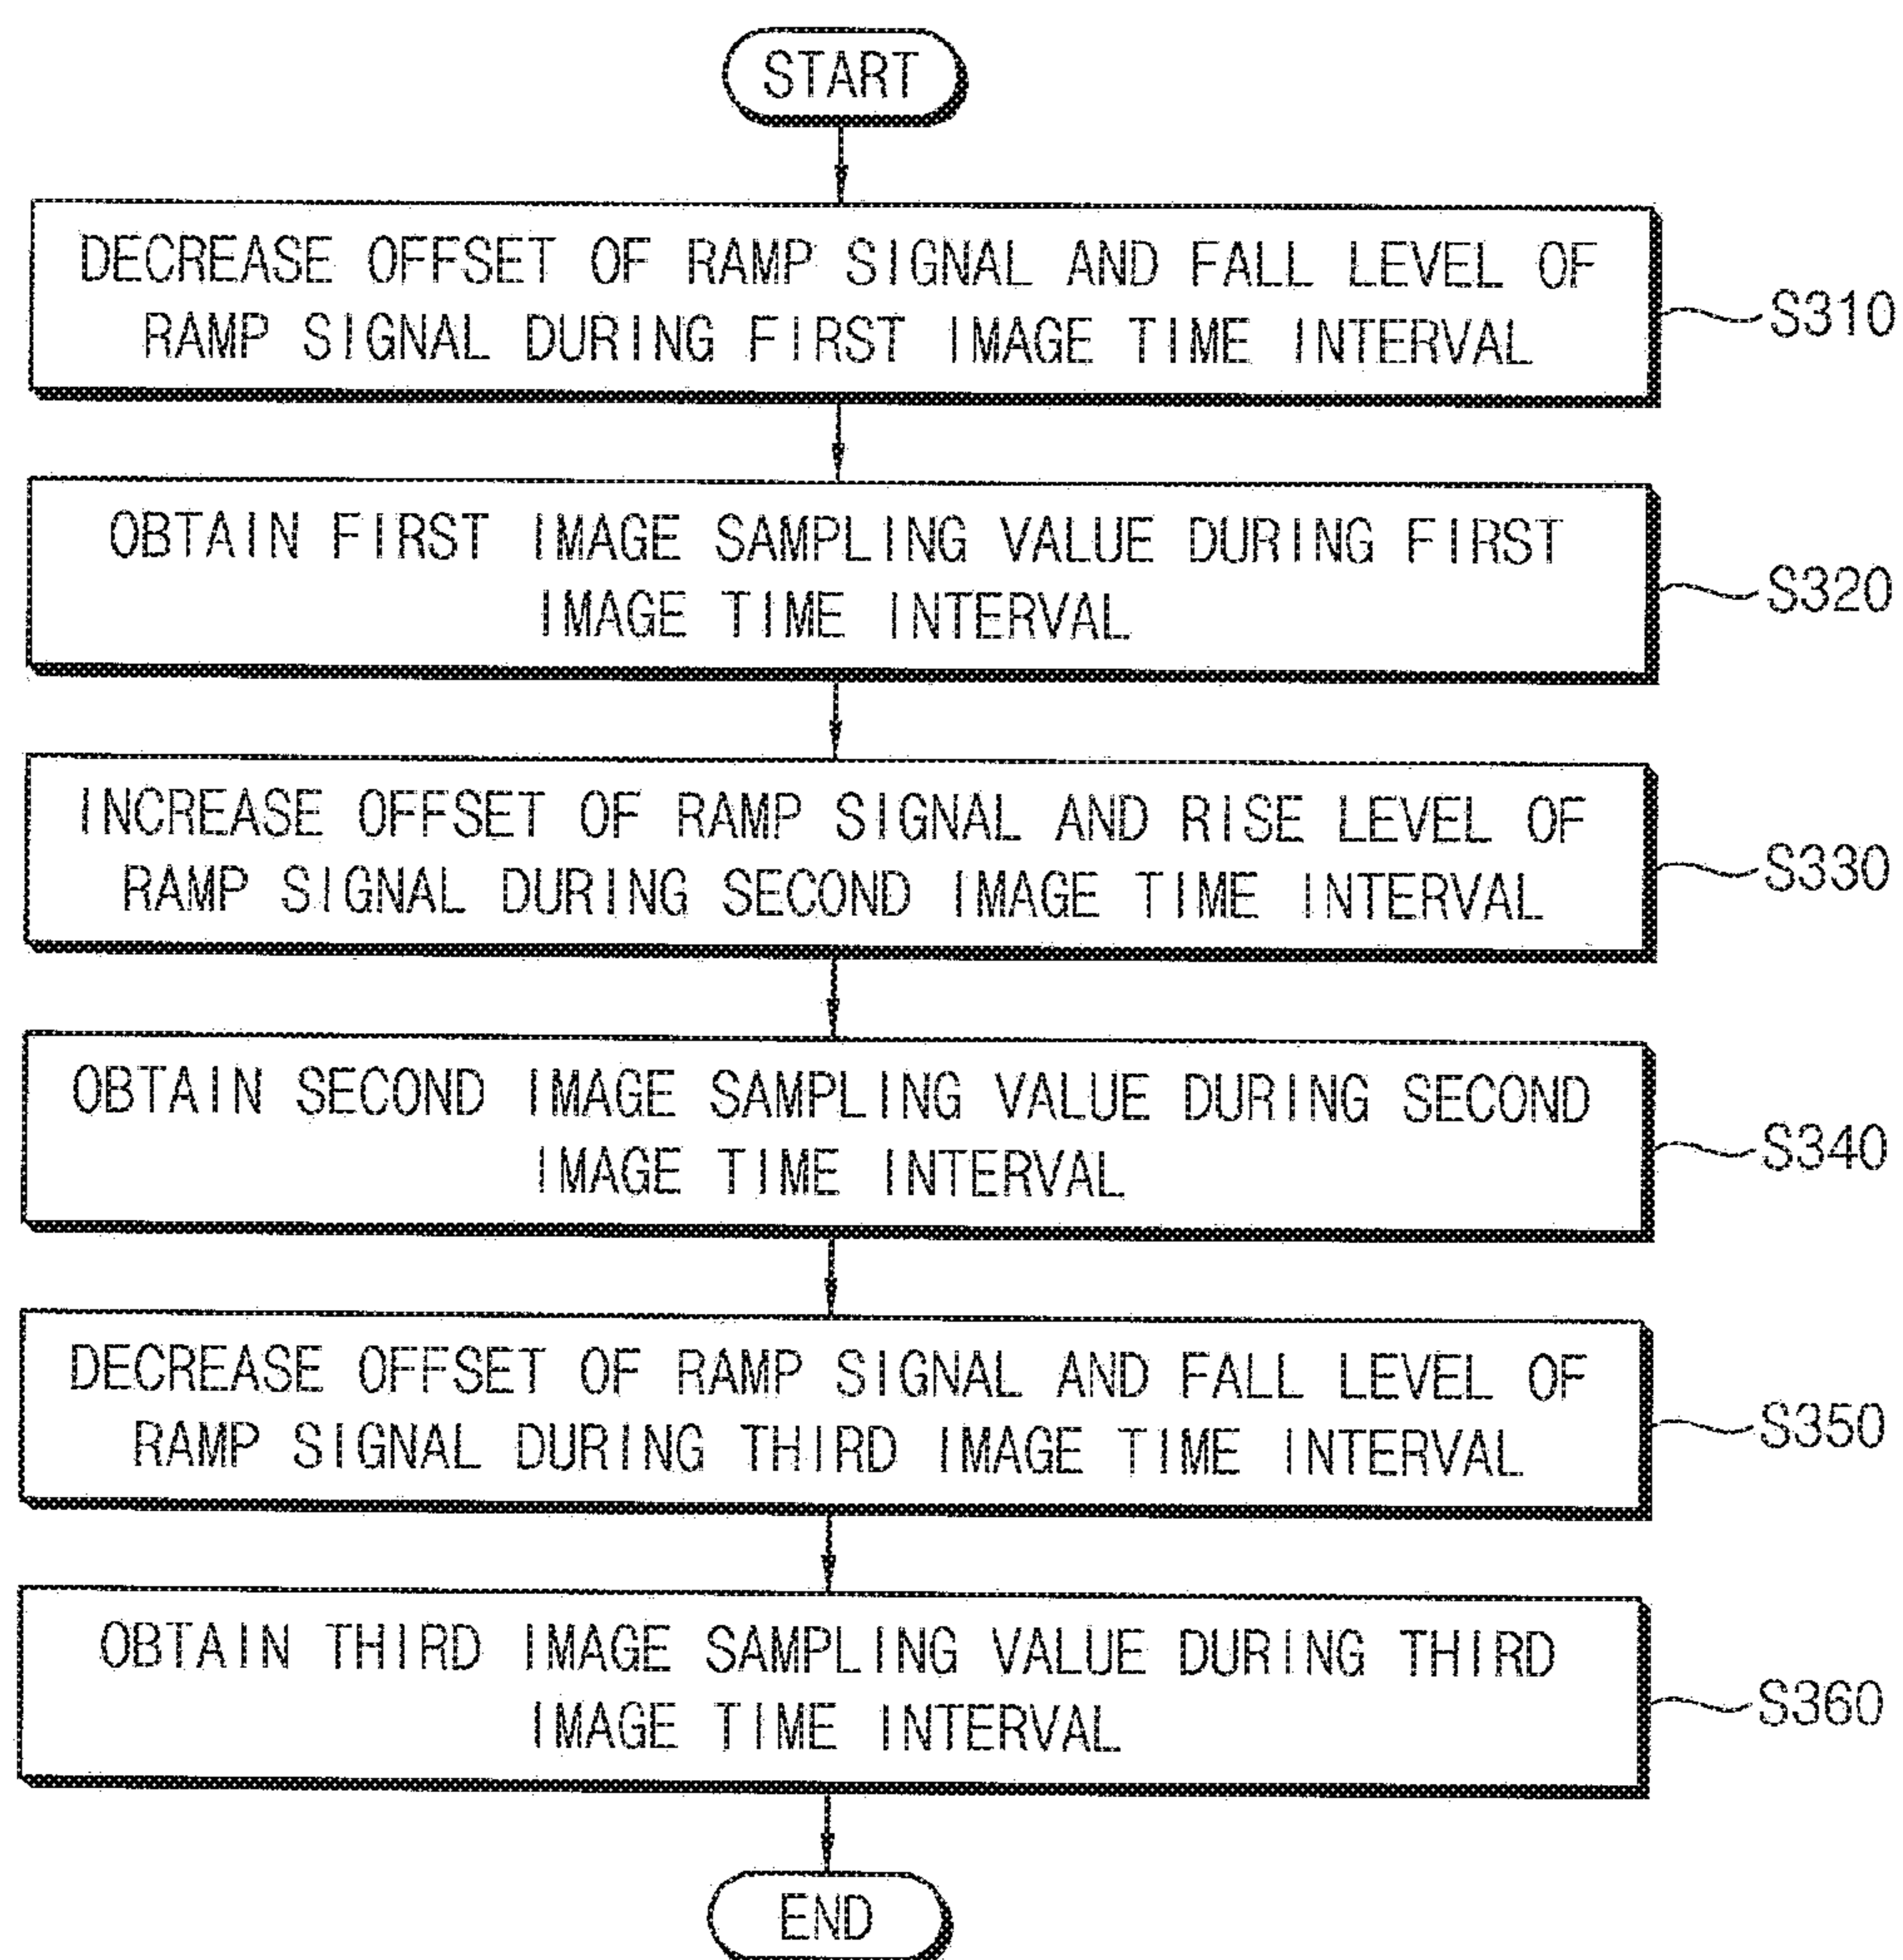 START
DECREASE OFFSET OF RAMP SIGNAL AND FALL LEVEL OF
RAMP SIGNAL DURING FIRST IMAGE TIME INTERVAL
S310
OBTAIN FIRST IMAGE SAMPLING VALUE DURING FIRST
IMAGE TIME INTERVAL
S320
INCREASE OFFSET OF RAMP SIGNAL AND RISE LEVEL OF
RAMP SIGNAL DURING SECOND IMAGE TIME INTERVAL
S330
OBTAIN SECOND IMAGE SAMPLING VALUE DURING SECOND
IMAGE TIME INTERVAL
S340
DECREASE OFFSET OF RAMP SIGNAL AND FALL LEVEL OF
RAMP SIGNAL DURING THIRD IMAGE TIME INTERVAL
S350
OBTAIN THIRD IMAGE SAMPLING VALUE DURING THIRD
IMAGE TIME INTERVAL
S360
END